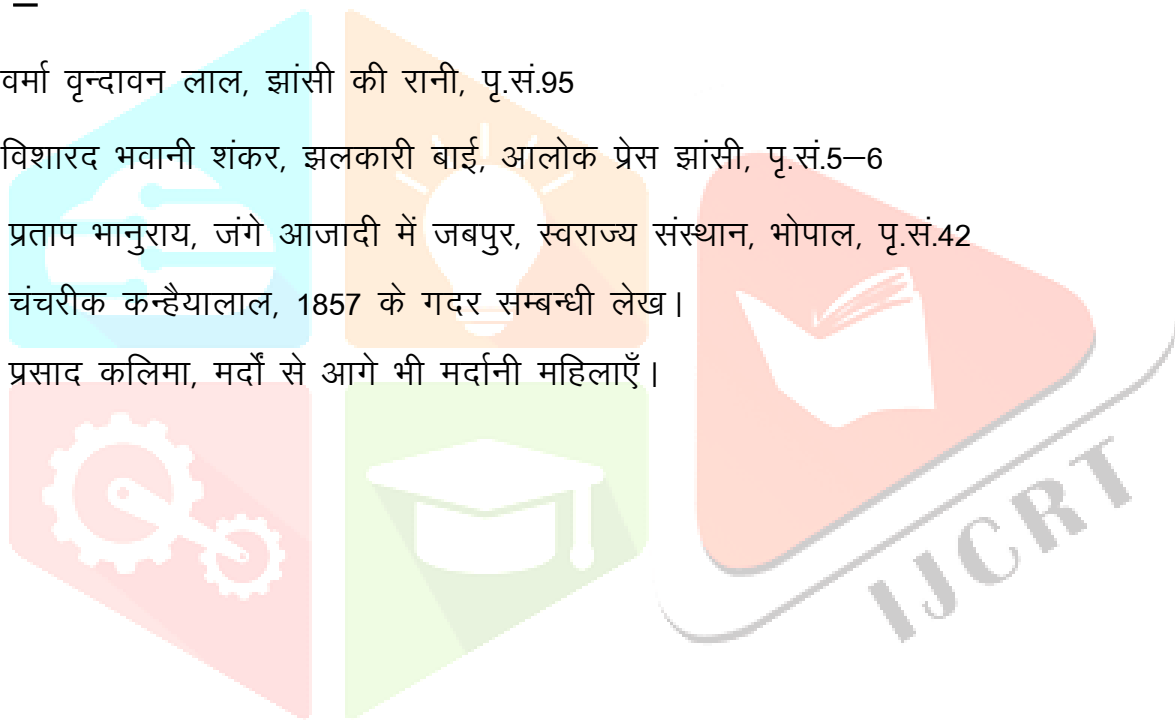 वर्मा वृन्दावन लाल, झांसी की रानी, पृ.सं.95
विशारद भवानी शंकर, झलकारी बाई, आलोक प्रेस झांसी, पृ.सं.5–6
प्रताप भानुराय, जंगे आजादी में जबपुर, स्वराज्य संस्थान, भोपाल, पृ.सं.42
चंचरीक कन्हैयालाल, 1857 के गदर सम्बन्धी लेख।
प्रसाद कलिमा, मर्दों से आगे भी मर्दानी महिलाएँ।
IJCRT